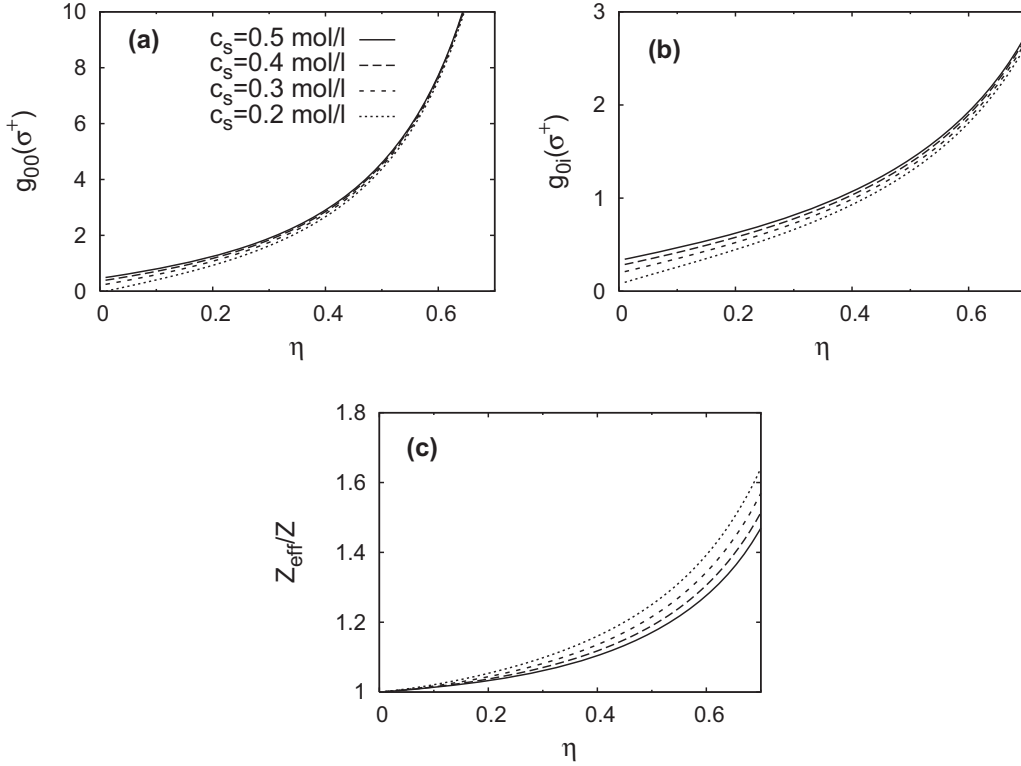 (a)
c_s=0.5 mol/l
c_s=0.4 mol/l
c_s=0.3 mol/l
c_s=0.2 mol/l
10
8
6
4
2
0
g_00(σ^+)
0 0.2 0.4 0.6
η
(b)
3
2
1
0
g_0i(σ^+)
0 0.2 0.4 0.6
η
(c)
1.8
1.6
1.4
1.2
1
Z_eff/Z
0 0.2 0.4 0.6
η